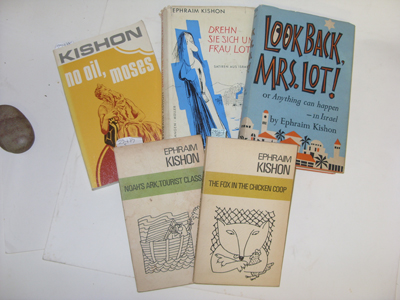 KISHON
no oil, moses
EPHRAIM KISHON
DREHN
SIE SICH UM
FRAU LOT!
LOOK BACK,
MRS. LOT!
or Anything can happen
—in Israel
by Ephraim Kishon
EPHRAIM
KISHON
NOAH'S ARK, TOURIST CLASS
EPHRAIM
KISHON
THE FOX IN THE CHICKEN COOP